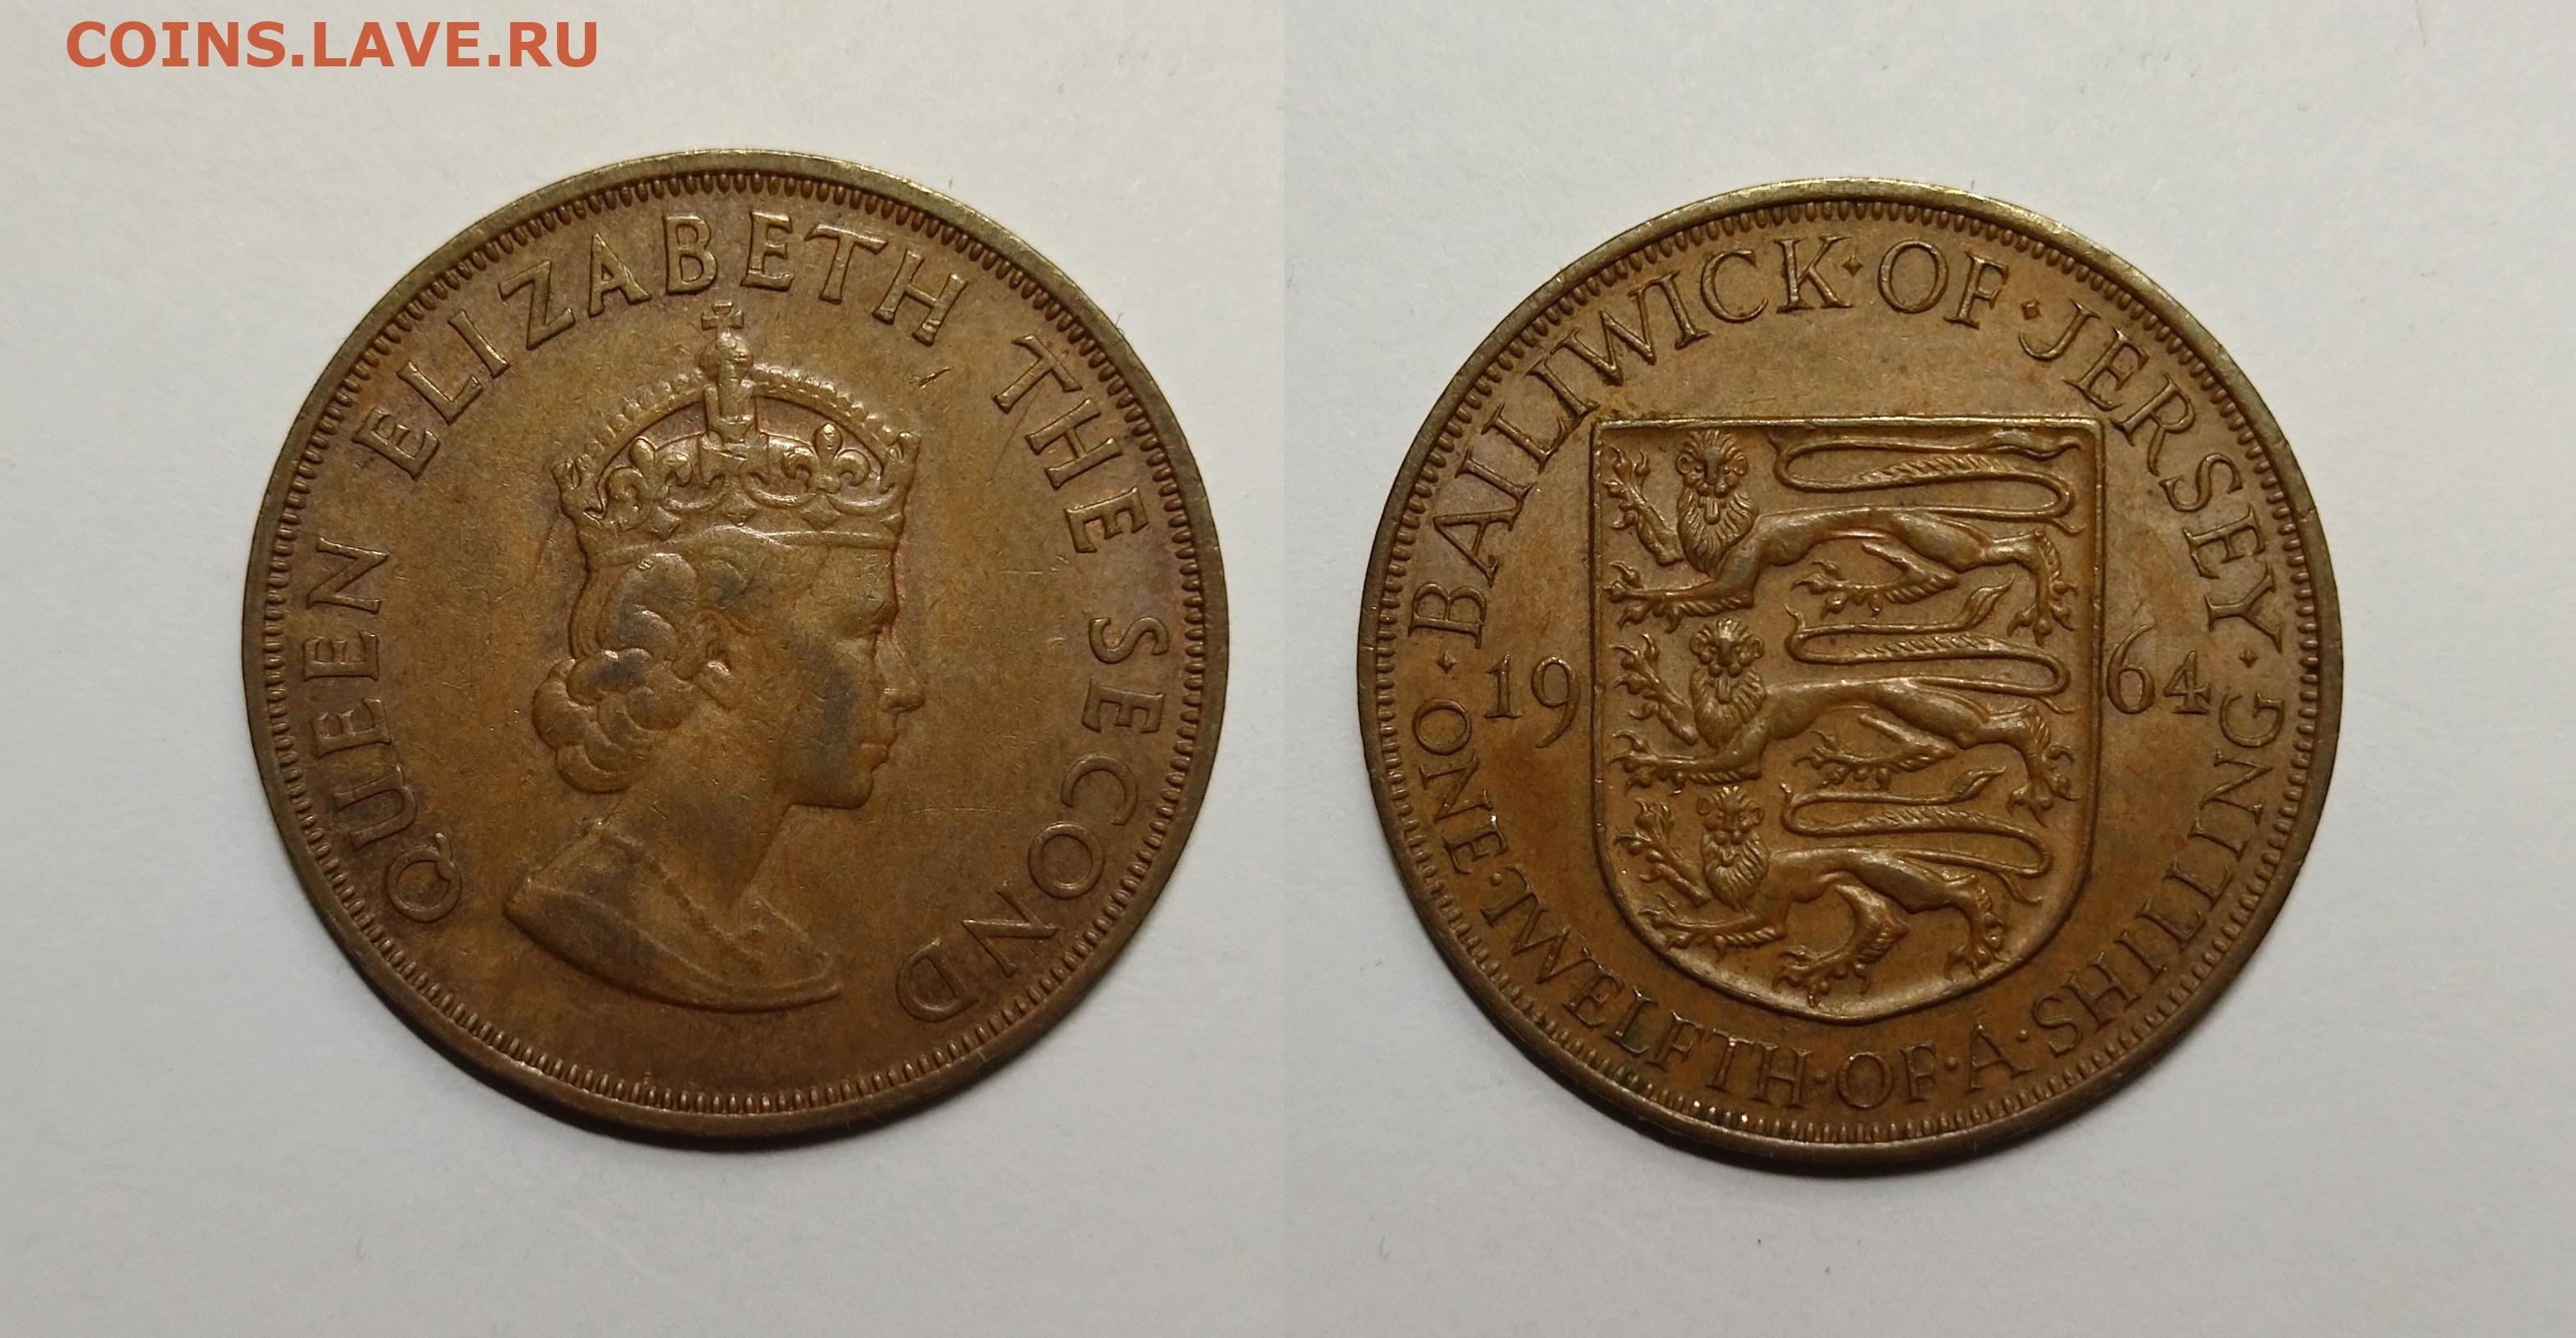 COINS.LAVE.RU
QUEEN ELIZABETH THE SECOND
·BAILIWICK·OF·JERSEY·
19 64
ONE·TWELFTH·OF·A·SHILLING